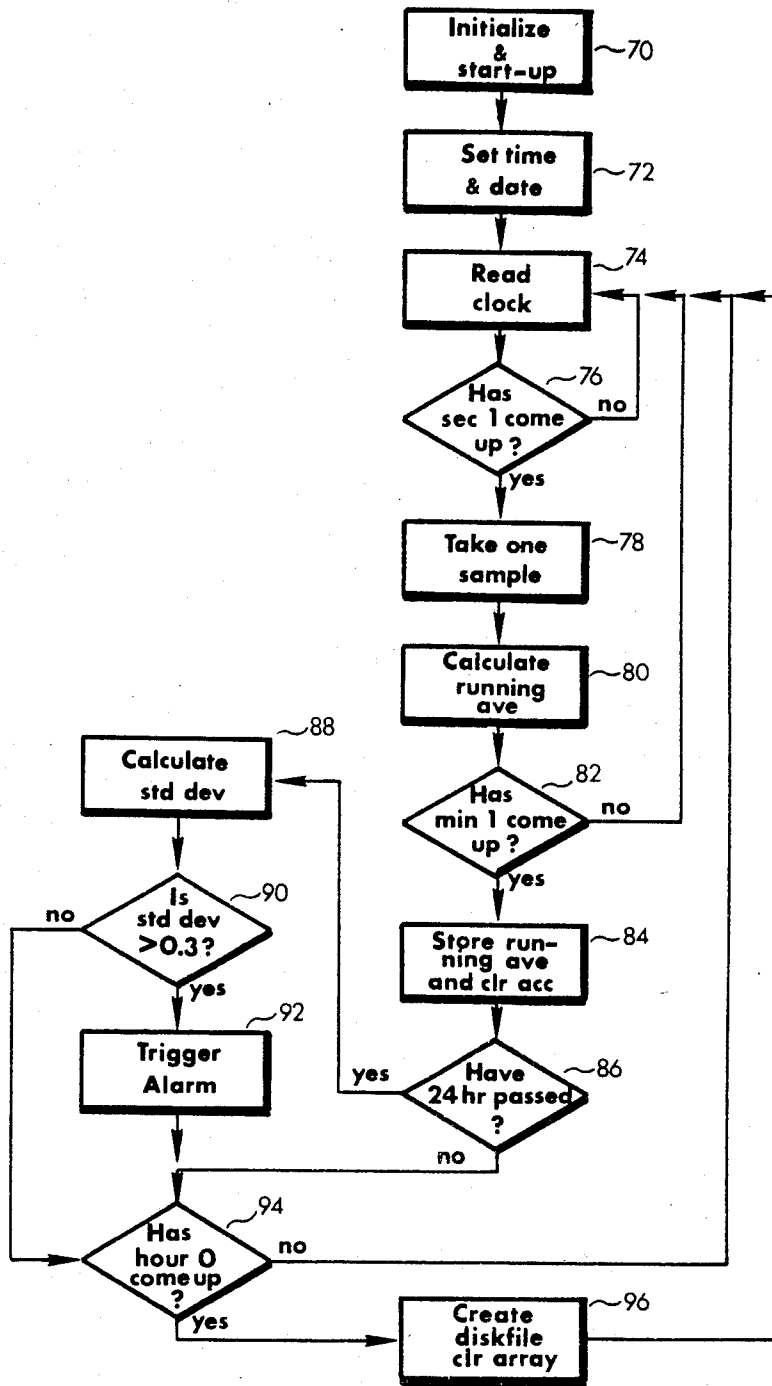 Initialize
&
start-up
70
Set time
& date
72
Read
clock
74
Has
sec 1 come
up?
76
no
yes
Take one
sample
78
Calculate
running
ave
80
Has
min 1 come
up?
82
no
yes
Store run-
ning ave
and clr acc
84
Have
24 hr passed
?
86
yes
no
Calculate
std dev
88
Is
std dev
>0.3?
90
no
yes
Trigger
Alarm
92
Has
hour 0
come up
?
94
no
yes
Create
diskfile
clr array
96